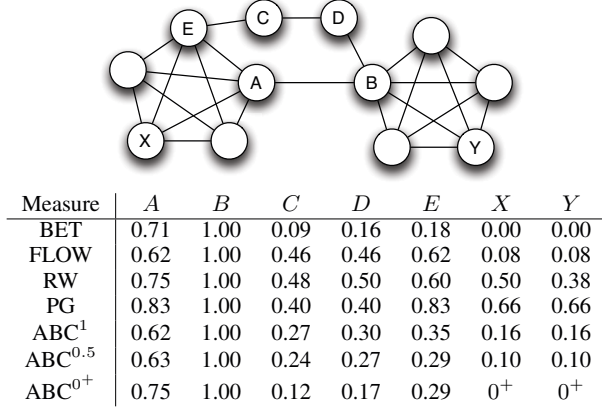 C D
E
A B
X Y
Measure A B C D E X Y
BET 0.71 1.00 0.09 0.16 0.18 0.00 0.00
FLOW 0.62 1.00 0.46 0.46 0.62 0.08 0.08
RW 0.75 1.00 0.48 0.50 0.60 0.50 0.38
PG 0.83 1.00 0.40 0.40 0.83 0.66 0.66
ABC¹ 0.62 1.00 0.27 0.30 0.35 0.16 0.16
ABC⁰·⁵ 0.63 1.00 0.24 0.27 0.29 0.10 0.10
ABC⁰⁺ 0.75 1.00 0.12 0.17 0.29 0⁺ 0⁺